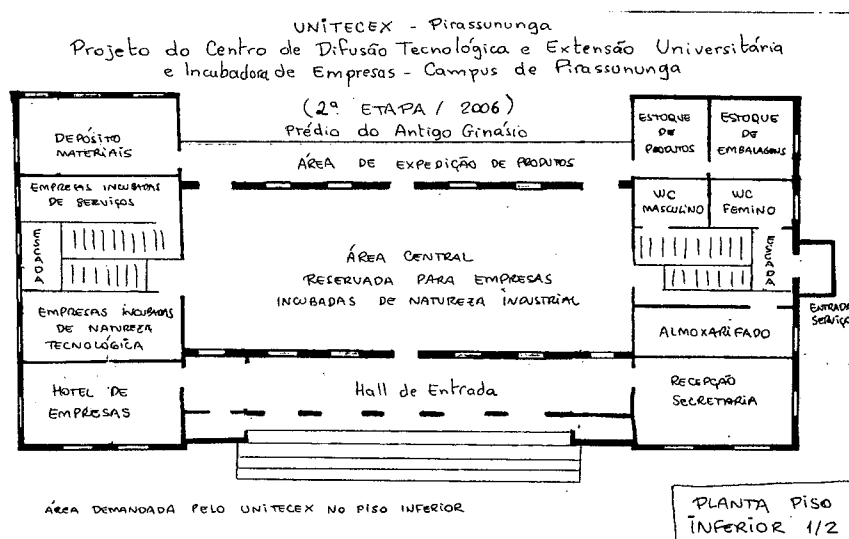 UNITECEX - Pirassununga
Projeto do Centro de Difusão Tecnológica e Extensão Universitária
e Incubadora de Empresas - Campus de Pirassununga
(2ª ETAPA / 2006)
Prédio do Antigo Ginásio
DEPÓSITO
MATERIAIS
ÁREA DE EXPEDIÇÃO DE PRODUTOS
ESTOQUE
DE
PRODUTOS
ESTOQUE
DE
EMBALAGENS
EMPRESAS INCUBADAS
DE SERVIÇOS
WC
MASCULINO
WC
FEMINO
ESCADA
ÁREA CENTRAL
RESERVADA PARA EMPRESAS
INCUBADAS DE NATUREZA INDUSTRIAL
ESCADA
EMPRESAS INCUBADAS
DE NATUREZA
TECNOLÓGICA
ENTRADA
SERVIÇO
ALMOXARIFADO
HOTEL DE
EMPRESAS
Hall de Entrada
RECEPÇÃO
SECRETARIA
ÁREA DEMANDADA PELO UNITECEX NO PISO INFERIOR
PLANTA PISO
INFERIOR 1/2